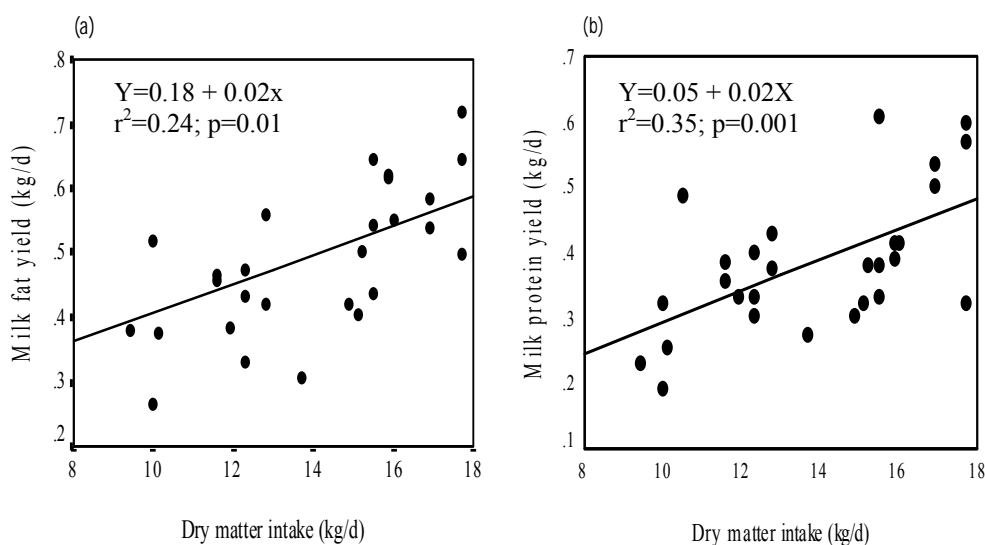 (a)
Y=0.18 + 0.02x
r²=0.24; p=0.01
Milk fat yield (kg/d)
.8
.7
.6
.5
.4
.3
.2
8 10 12 14 16 18
Dry matter intake (kg/d)
(b)
Y=0.05 + 0.02X
r²=0.35; p=0.001
Milk protein yield (kg/d)
.7
.6
.5
.4
.3
.2
.1
8 10 12 14 16 18
Dry matter intake (kg/d)